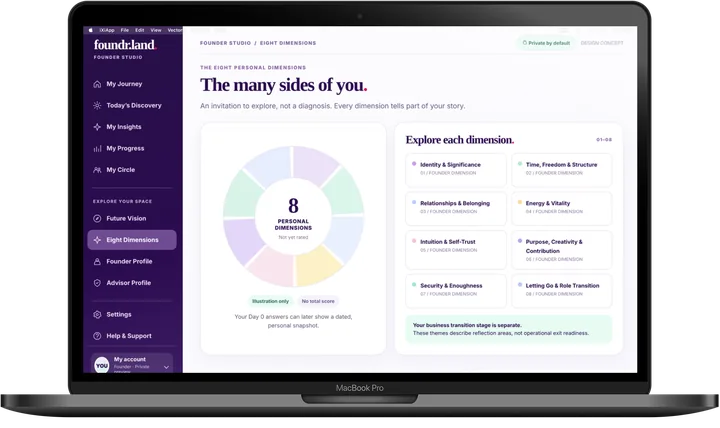 iXiApp File Edit View Vector
foundr.land.
FOUNDER STUDIO
My Journey
Today's Discovery
My Insights
My Progress
My Circle
EXPLORE YOUR SPACE
Future Vision
Eight Dimensions
Founder Profile
Advisor Profile
Settings
Help & Support
YOU
My account
Founder · Private
FOUNDER STUDIO / EIGHT DIMENSIONS
Private by default
DESIGN CONCEPT
THE EIGHT PERSONAL DIMENSIONS
The many sides of you.
An invitation to explore, not a diagnosis. Every dimension tells part of your story.
8
PERSONAL
DIMENSIONS
Not yet rated
Illustration only
No total score
Your Day 0 answers can later show a dated,
personal snapshot.
Explore each dimension.
01–08
Identity & Significance
01 / FOUNDER DIMENSION
Time, Freedom & Structure
02 / FOUNDER DIMENSION
Relationships & Belonging
03 / FOUNDER DIMENSION
Energy & Vitality
04 / FOUNDER DIMENSION
Intuition & Self-Trust
05 / FOUNDER DIMENSION
Purpose, Creativity &
Contribution
06 / FOUNDER DIMENSION
Security & Enoughness
07 / FOUNDER DIMENSION
Letting Go & Role Transition
08 / FOUNDER DIMENSION
Your business transition stage is separate.
These themes describe reflection areas, not operational exit readiness.
MacBook Pro